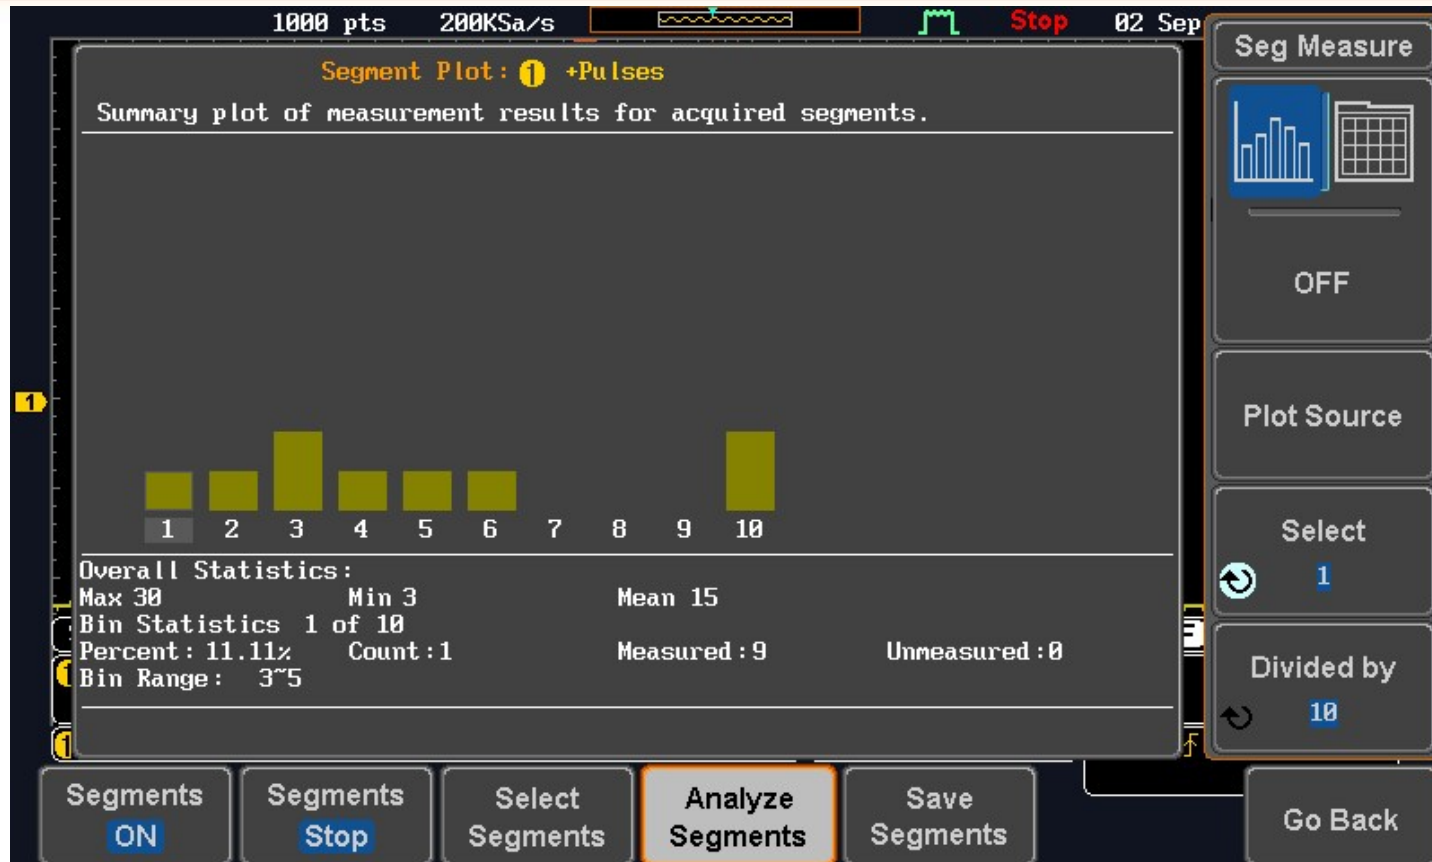 1000 pts 200KSa/s Stop 02 Sep
Segment Plot: 1 +Pulses
Summary plot of measurement results for acquired segments.
1
1 2 3 4 5 6 7 8 9 10
Overall Statistics:
Max 30 Min 3 Mean 15
Bin Statistics 1 of 10
Percent: 11.11% Count:1 Measured:9 Unmeasured:0
Bin Range: 3~5
Seg Measure
OFF
Plot Source
Select
1
Divided by
10
Segments
ON
Segments
Stop
Select
Segments
Analyze
Segments
Save
Segments
Go Back